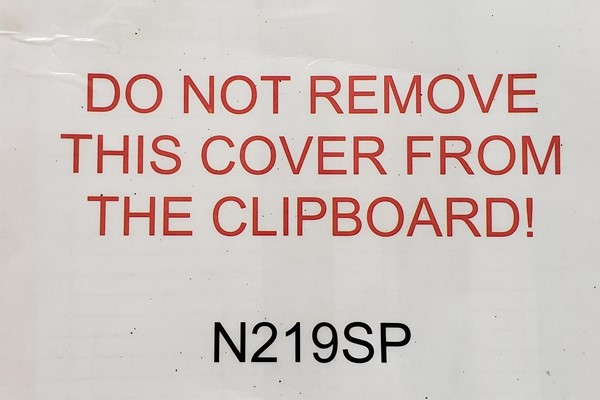 DO NOT REMOVE
THIS COVER FROM
THE CLIPBOARD!
N219SP